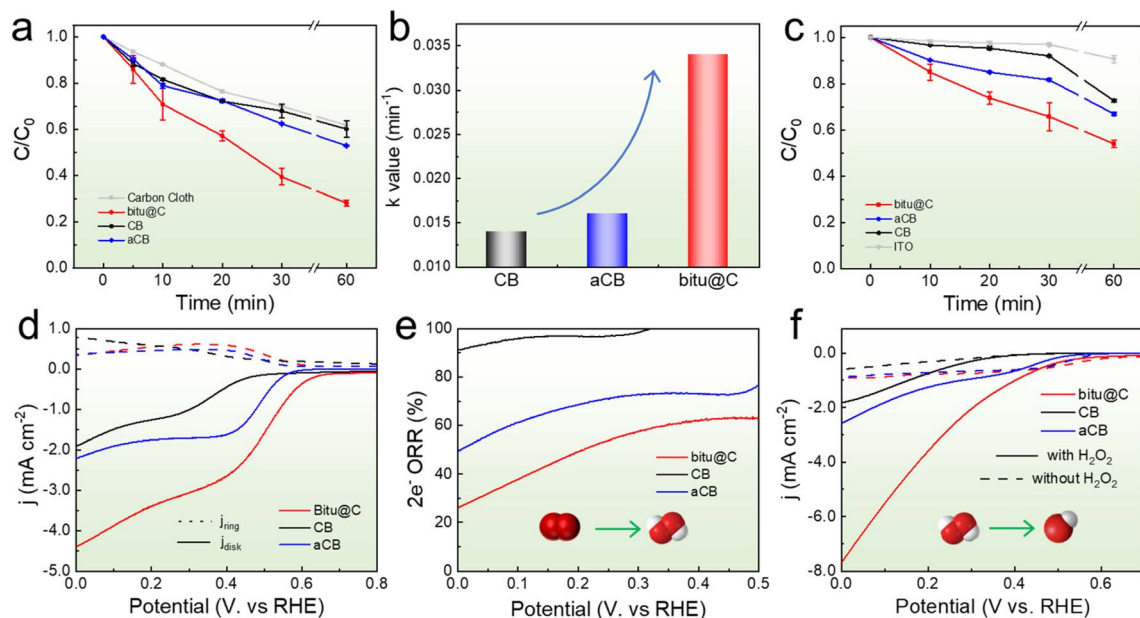 a
C/C₀
1.0
0.8
0.6
0.4
0.2
0.0
Carbon Cloth
bitu@C
CB
aCB
0 10 20 30 60
Time (min)
b
k value (min⁻¹)
0.035
0.030
0.025
0.020
0.015
0.010
CB aCB bitu@C
c
C/C₀
1.0
0.8
0.6
0.4
0.2
0.0
bitu@C
aCB
CB
ITO
0 10 20 30 60
Time (min)
d
j (mA cm⁻²)
1.0
0.0
-1.0
-2.0
-3.0
-4.0
-5.0
j_ring
j_disk
Bitu@C
CB
aCB
0.0 0.2 0.4 0.6 0.8
Potential (V. vs RHE)
e
2e⁻ ORR (%)
100
80
60
40
20
0
bitu@C
CB
aCB
0.0 0.1 0.2 0.3 0.4 0.5
Potential (V. vs RHE)
f
j (mA cm⁻²)
0.0
-2.0
-4.0
-6.0
-8.0
bitu@C
CB
aCB
with H₂O₂
without H₂O₂
0.0 0.2 0.4 0.6
Potential (V vs. RHE)